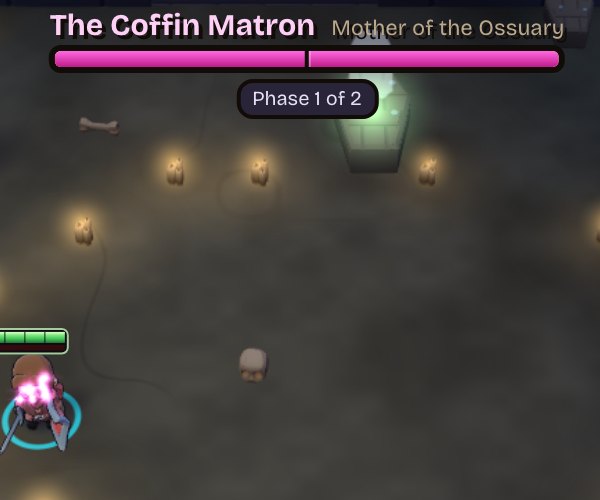 The Coffin Matron Mother of the Ossuary
Phase 1 of 2